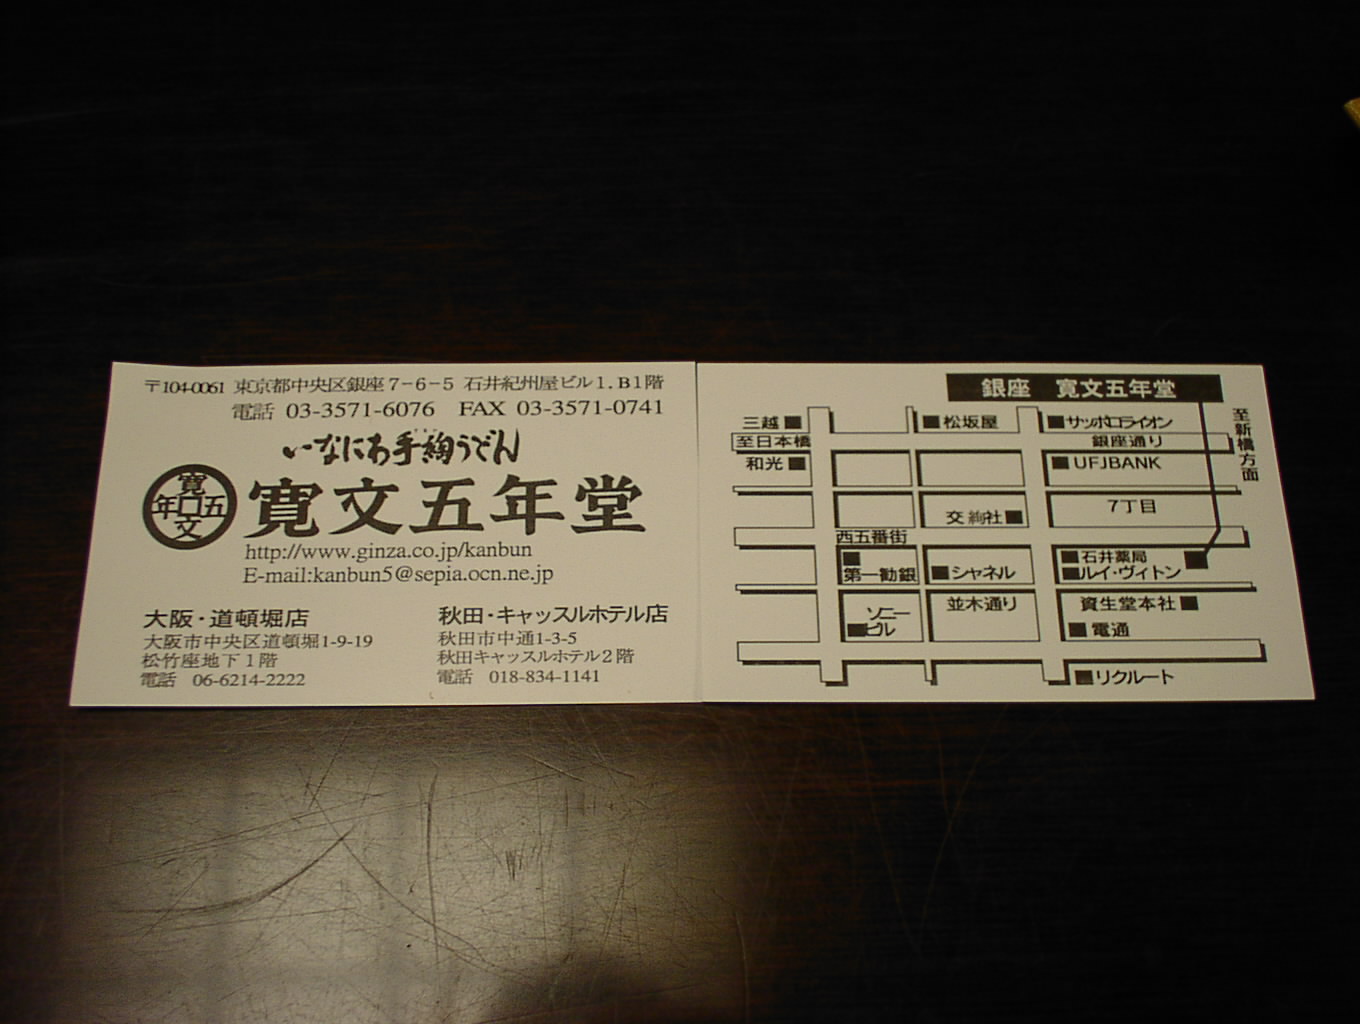 〒104-0061 東京都中央区銀座7-6-5 石井紀州屋ビル1.B1階
電話 03-3571-6076 FAX 03-3571-0741
いなにわ手綯うどん
寛文五年堂
寛文五年堂
http://www.ginza.co.jp/kanbun
E-mail:kanbun5@sepia.ocn.ne.jp
大阪・道頓堀店
大阪市中央区道頓堀1-9-19
松竹座地下1階
電話 06-6214-2222
秋田・キャッスルホテル店
秋田市中通1-3-5
秋田キャッスルホテル2階
電話 018-834-1141
銀座 寛文五年堂
至新橋方面
三越
松坂屋
サッポロライオン
至日本橋
銀座通り
和光
UFJBANK
7丁目
交絢社
西五番街
石井薬局
第一勧銀
シャネル
ルイ・ヴィトン
ソニービル
並木通り
資生堂本社
電通
リクルート